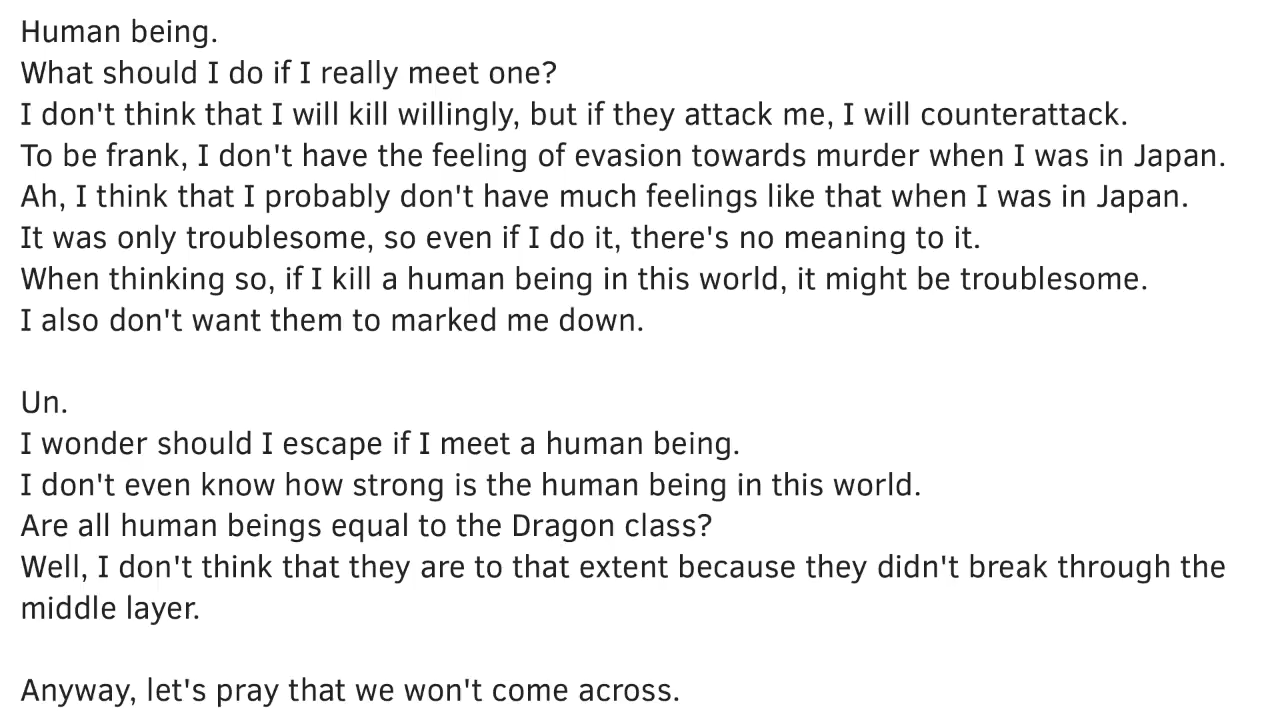 Human being.
What should I do if I really meet one?
I don't think that I will kill willingly, but if they attack me, I will counterattack.
To be frank, I don't have the feeling of evasion towards murder when I was in Japan.
Ah, I think that I probably don't have much feelings like that when I was in Japan.
It was only troublesome, so even if I do it, there's no meaning to it.
When thinking so, if I kill a human being in this world, it might be troublesome.
I also don't want them to marked me down.
Un.
I wonder should I escape if I meet a human being.
I don't even know how strong is the human being in this world.
Are all human beings equal to the Dragon class?
Well, I don't think that they are to that extent because they didn't break through the
middle layer.
Anyway, let's pray that we won't come across.